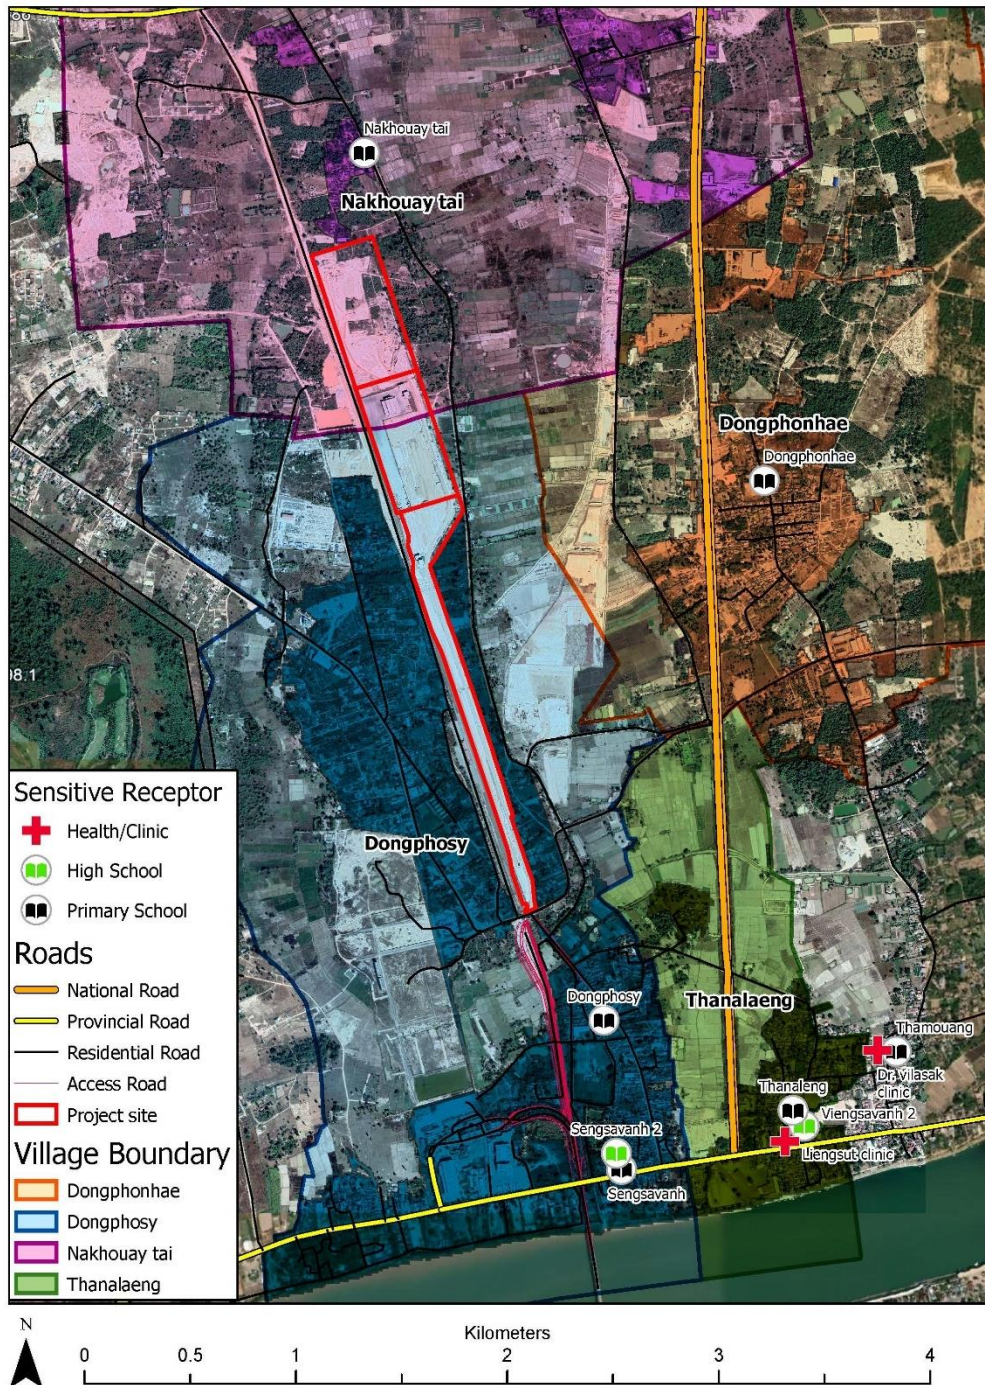 Nakhouay tai
Nakhouay tai
Dongphonhae
Dongphonhae
98.1
Sensitive Receptor
Health/Clinic
High School
Primary School
Roads
National Road
Provincial Road
Residential Road
Access Road
Project site
Village Boundary
Dongphonhae
Dongphosy
Nakhouay tai
Thanalaeng
Dongphosy
Dongphosy
Thanalaeng
Thamouang
Dr. vilasak
clinic
Thanaleng
Viengsavanh 2
Liengsut clinic
Sengsavanh 2
Sengsavanh
N
Kilometers
0 0.5 1 2 3 4